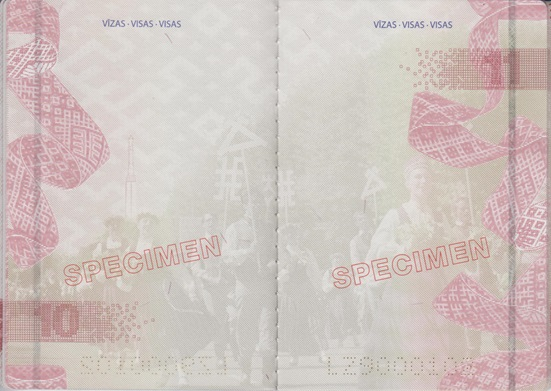 VĪZAS · VISAS · VISAS
SPECIMEN
10
VĪZAS · VISAS · VISAS
11
SPECIMEN